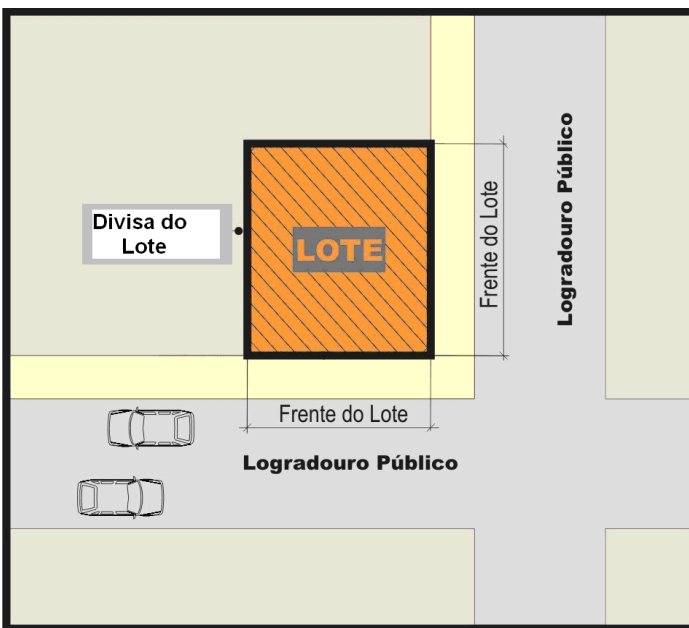 Divisa do
Lote
LOTE
Frente do Lote
Logradouro Público
Frente do Lote
Logradouro Público